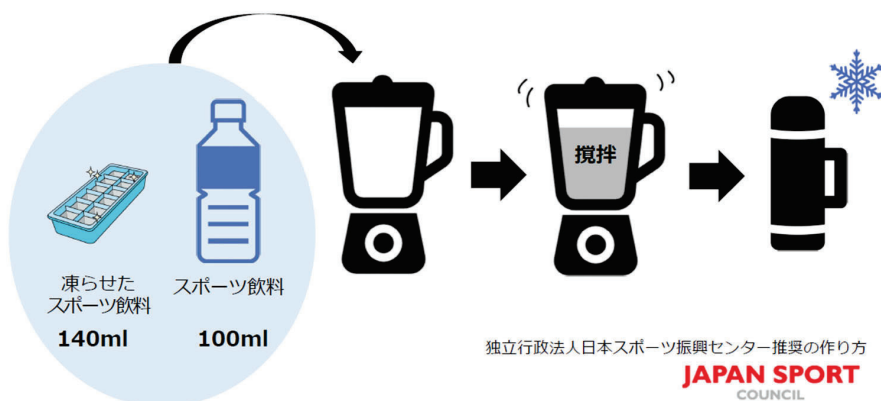 撹拌
凍らせた
スポーツ飲料
140ml
スポーツ飲料
100ml
独立行政法人日本スポーツ振興センター推奨の作り方
JAPAN SPORT
COUNCIL